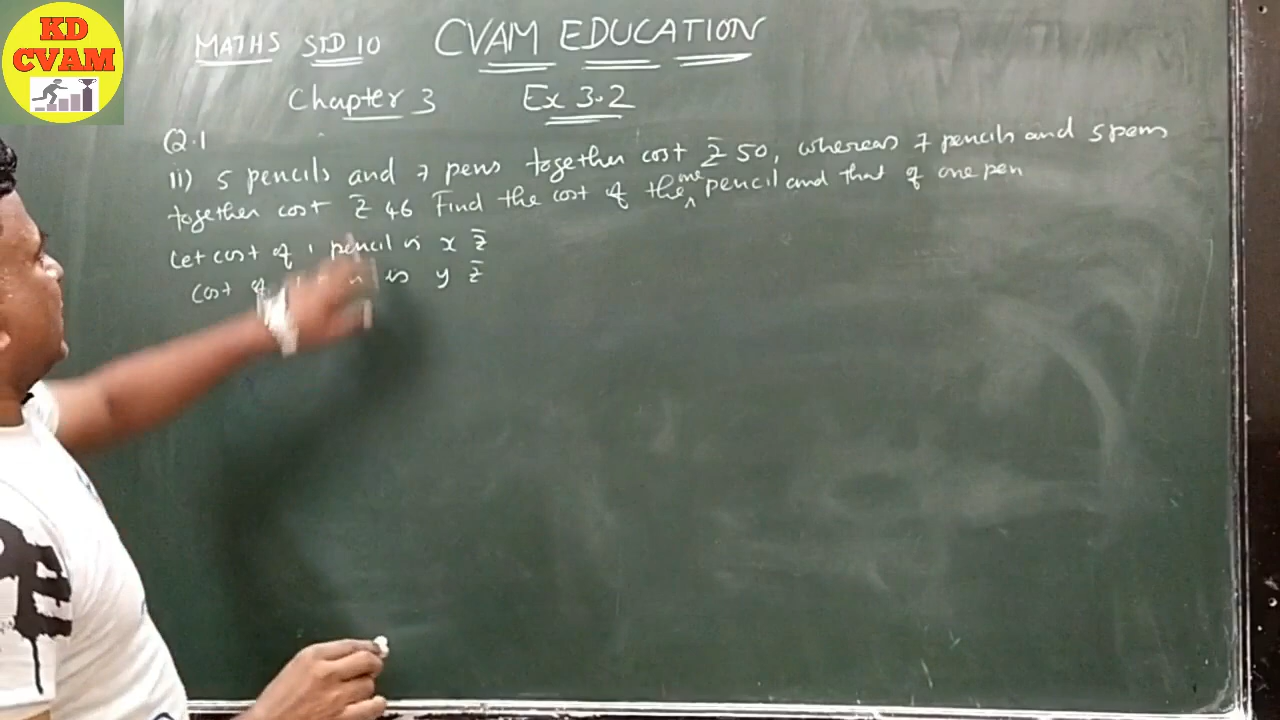 KD
CVAM
MATHS STD 10 CVAM EDUCATION
Chapter 3 Ex 3.2
Q.1
ii) 5 pencils and 7 pens together cost ₹ 50, whereas 7 pencils and 5 pens
together cost ₹ 46 Find the cost of the one pencil and that of one pen
Let cost of 1 pencil is x ₹
Cost of is y ₹